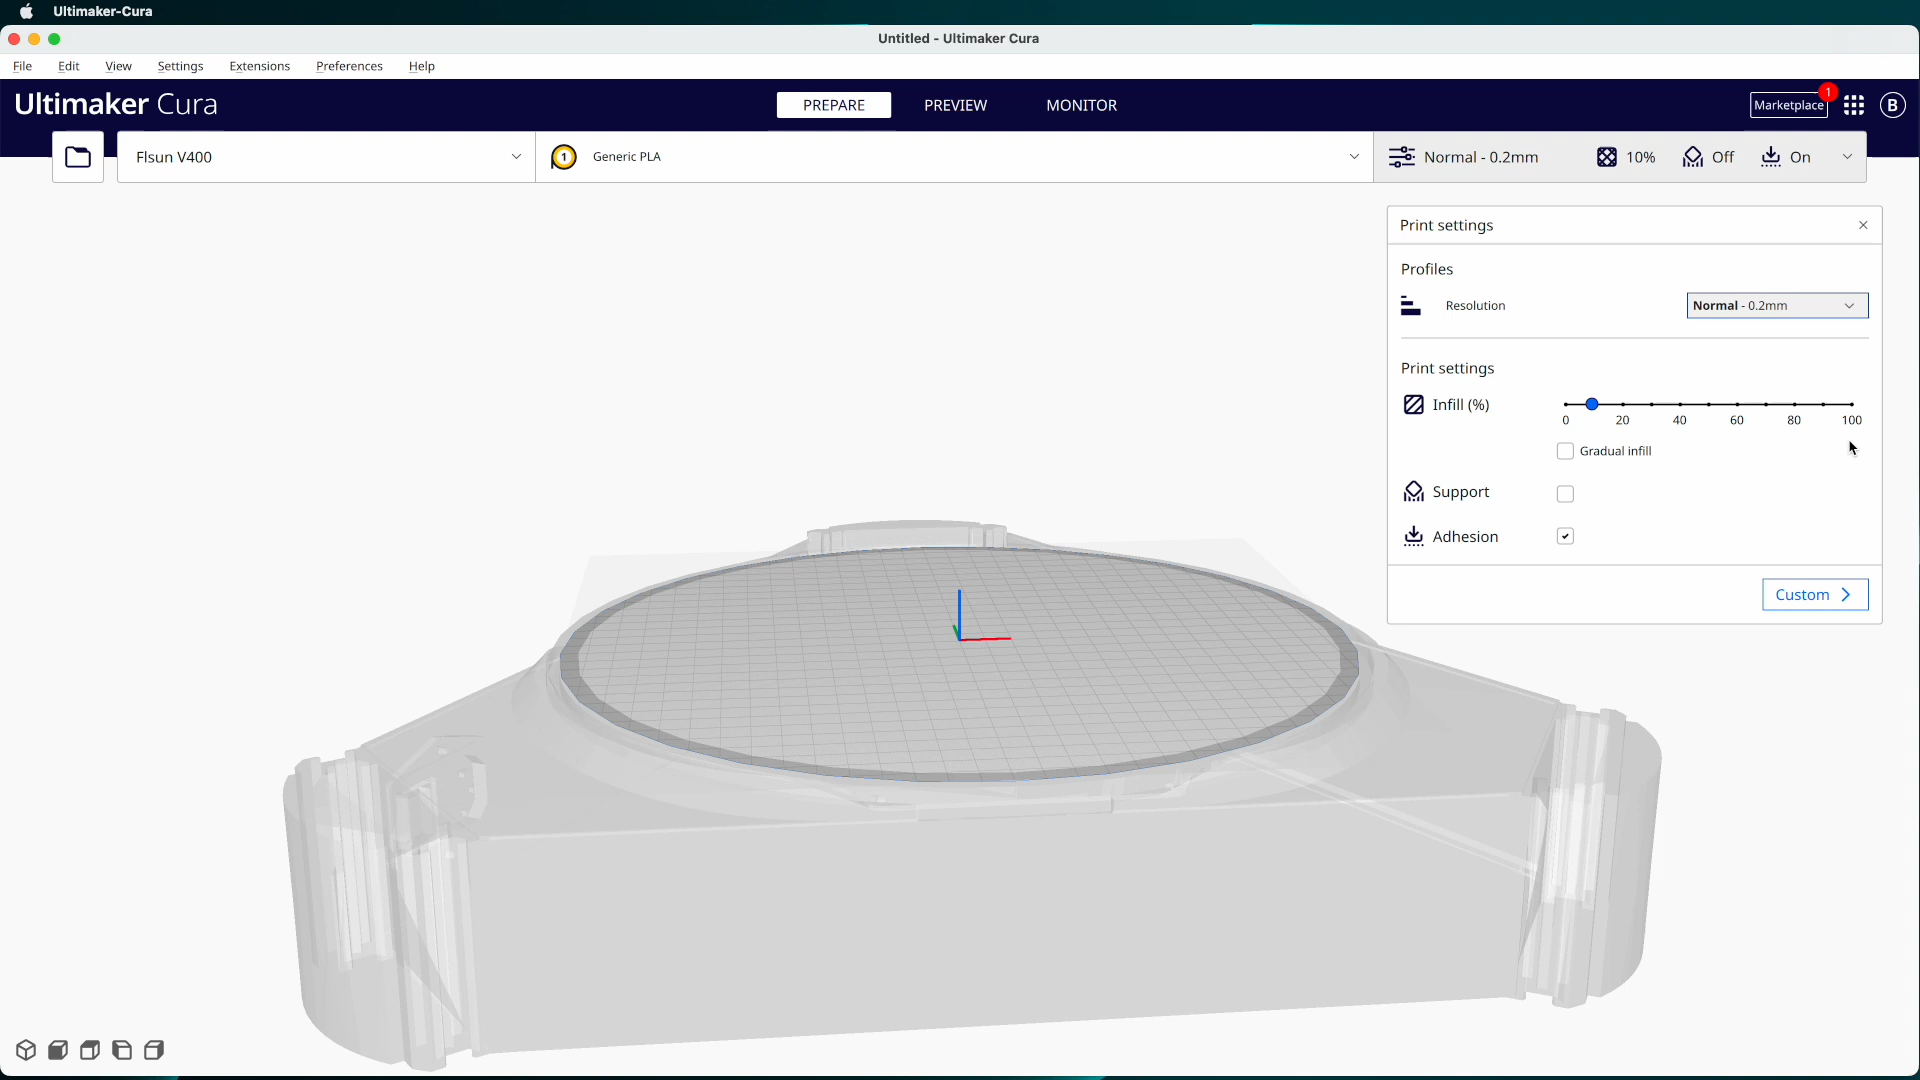 Ultimaker-Cura
Untitled - Ultimaker Cura
File Edit View Settings Extensions Preferences Help
Ultimaker Cura PREPARE PREVIEW MONITOR Marketplace 1 B
Flsun V400 1 Generic PLA Normal - 0.2mm 10% Off On
Print settings
Profiles
Resolution Normal - 0.2mm
Print settings
Infill (%)
0 20 40 60 80 100
Gradual infill
Support
Adhesion
Custom